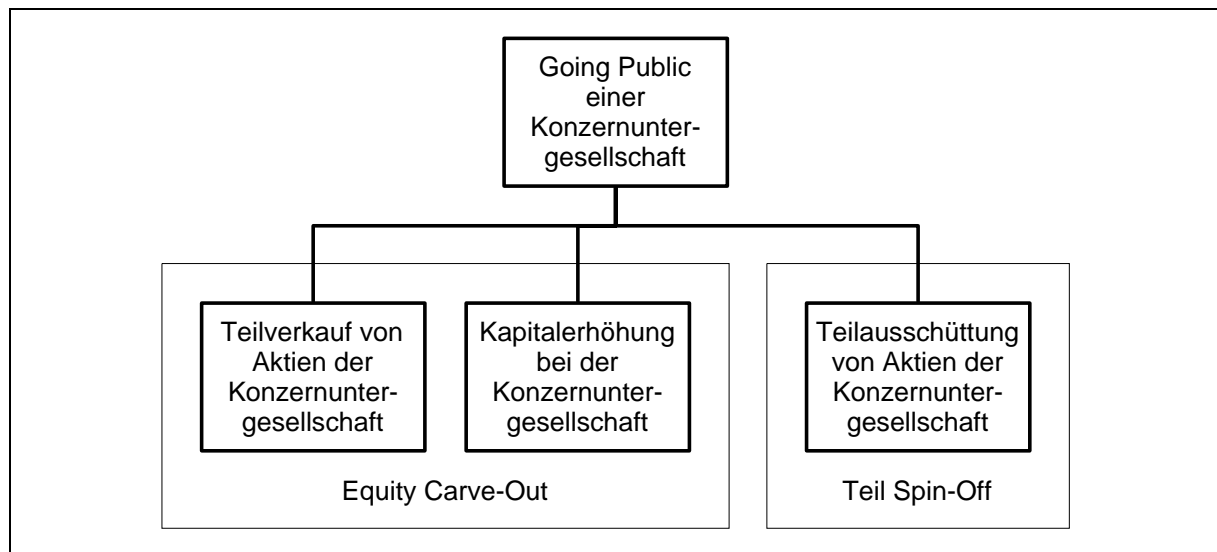 Going Public
einer
Konzernunter-
gesellschaft
Teilverkauf von
Aktien der
Konzernunter-
gesellschaft
Kapitalerhöhung
bei der
Konzernunter-
gesellschaft
Teilausschüttung
von Aktien der
Konzernunter-
gesellschaft
Equity Carve-Out
Teil Spin-Off